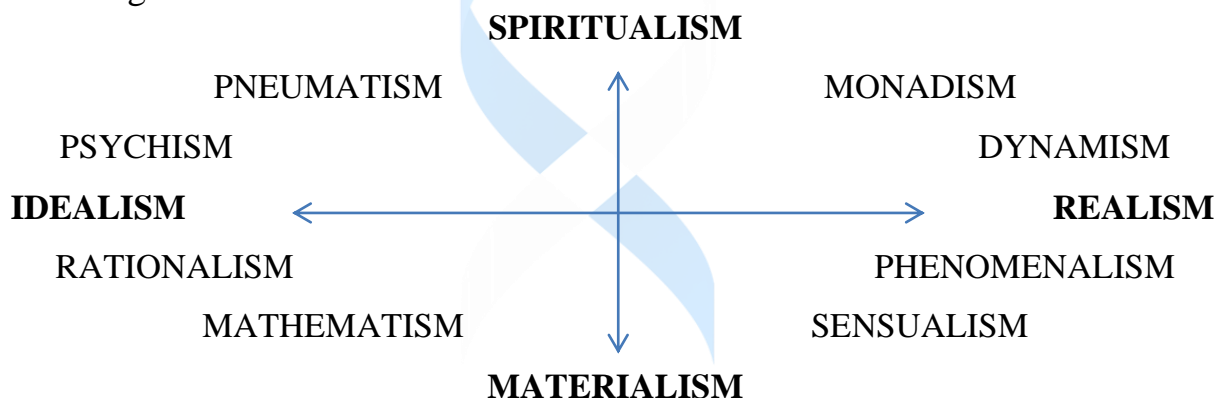 SPIRITUALISM
PNEUMATISM MONADISM
PSYCHISM DYNAMISM
IDEALISM REALISM
RATIONALISM PHENOMENALISM
MATHEMATISM SENSUALISM
MATERIALISM